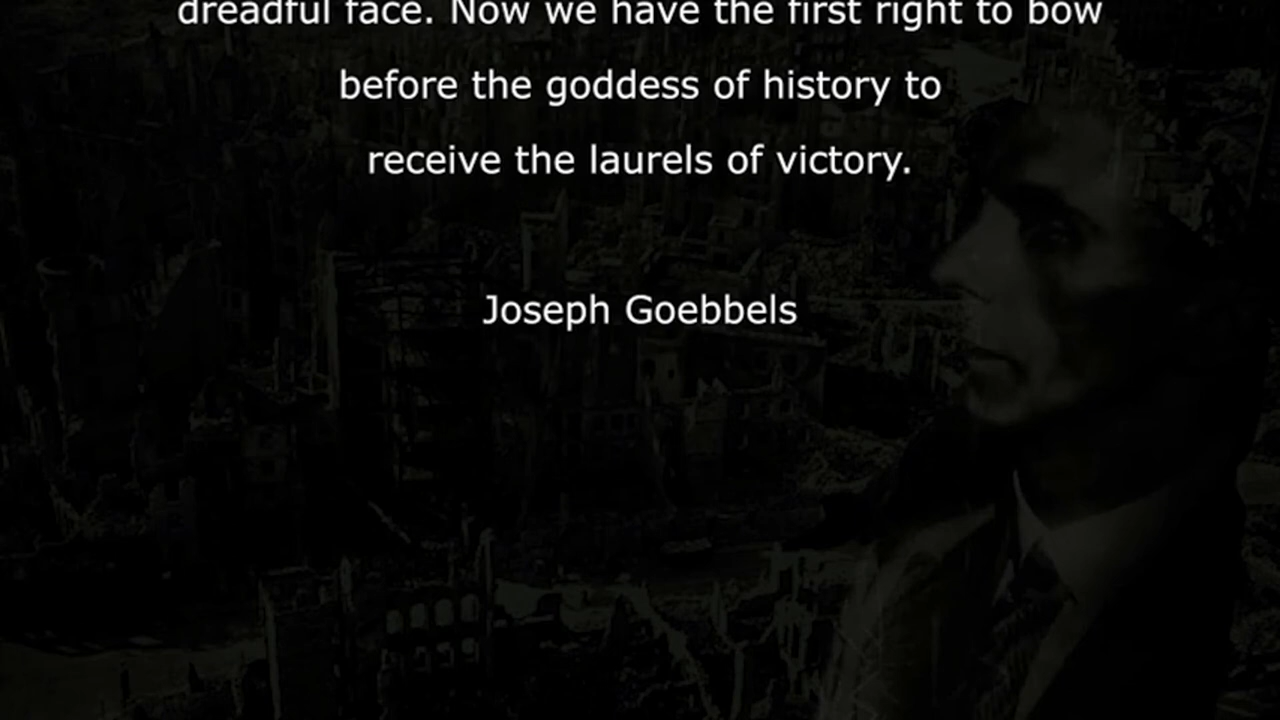 dreadful face. Now we have the first right to bow
before the goddess of history to
receive the laurels of victory.
Joseph Goebbels